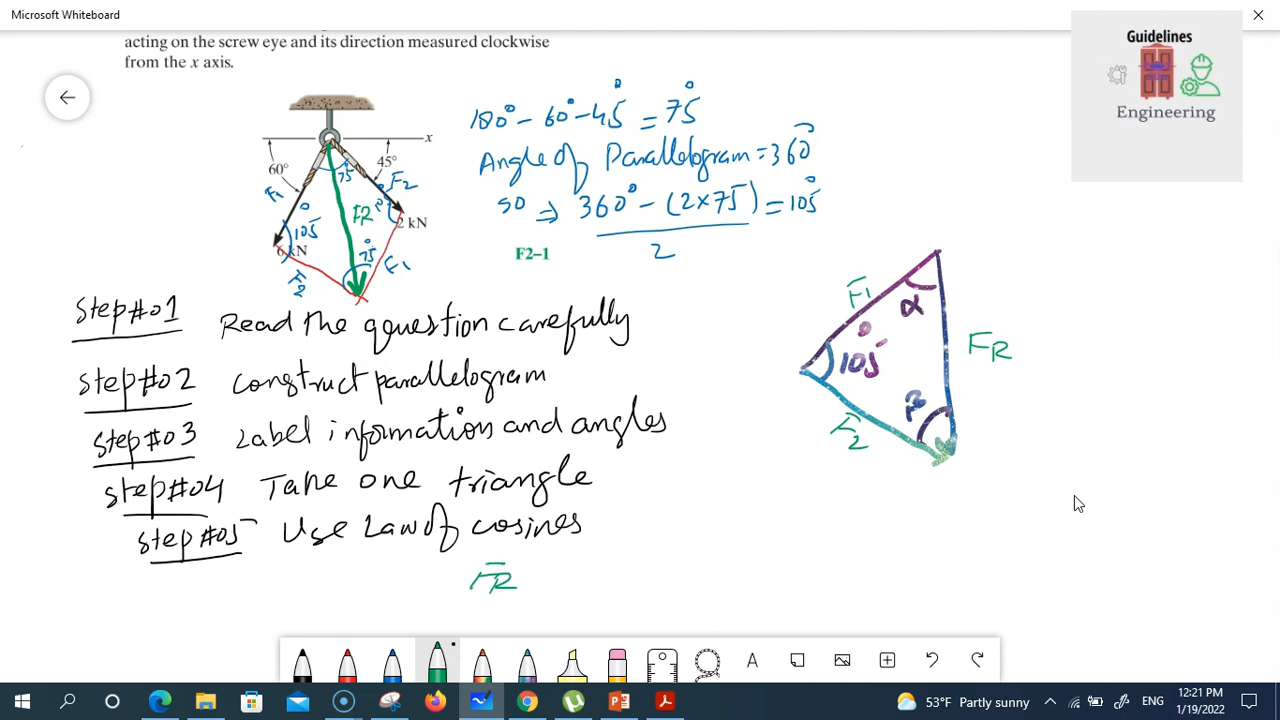 Microsoft Whiteboard
acting on the screw eye and its direction measured clockwise
from the x axis.
Guidelines
Engineering
180° - 60° - 45° = 75°
Angle of Parallelogram = 360°
so ⇒ 360° - (2×75) = 105°
2
x
60°
45°
75°
F1
F2
FR
105°
2 kN
6 kN
75°
F2
F1
F2–1
F1
α
105°
FR
F2
Step#01 Read the qquestion carefully
Step#02 construct parallelogram
Step#03 Label information and angles
Step#04 Take one triangle
Step#05 Use Law of cosines
FR
A
53°F Partly sunny
ENG
12:21 PM
1/19/2022